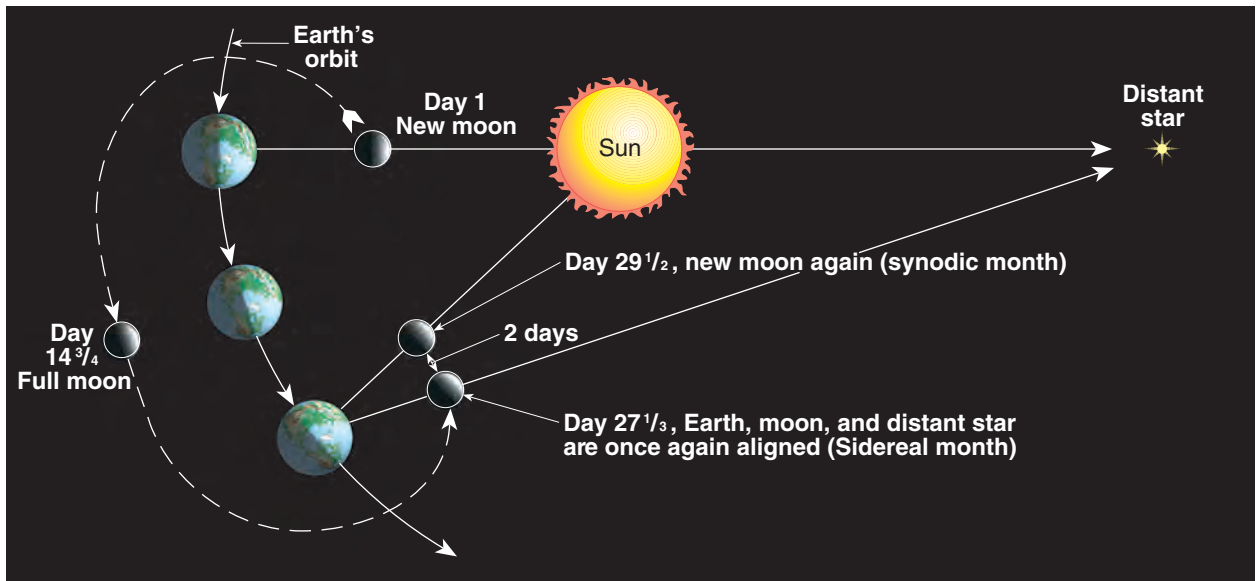 Earth's
orbit
Day 1
New moon
Sun
Distant
star
Day 29 1/2, new moon again (synodic month)
2 days
Day
14 3/4
Full moon
Day 27 1/3, Earth, moon, and distant star
are once again aligned (Sidereal month)